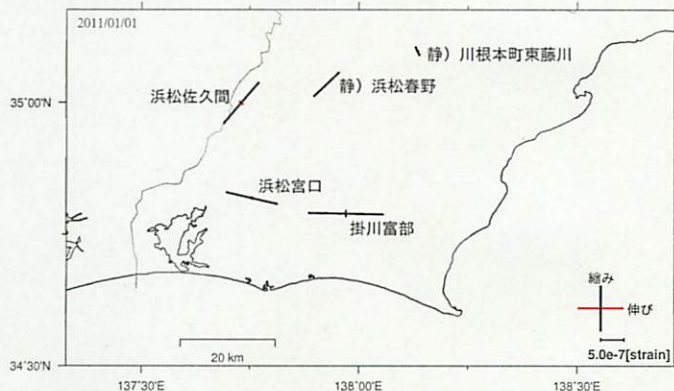 2011/01/01
静）川根本町東藤川
35°00'N
浜松佐久間
静）浜松春野
浜松宮口
掛川富部
縮み
伸び
20 km
5.0e-7[strain]
34°30'N
137°30'E
138°00'E
138°30'E